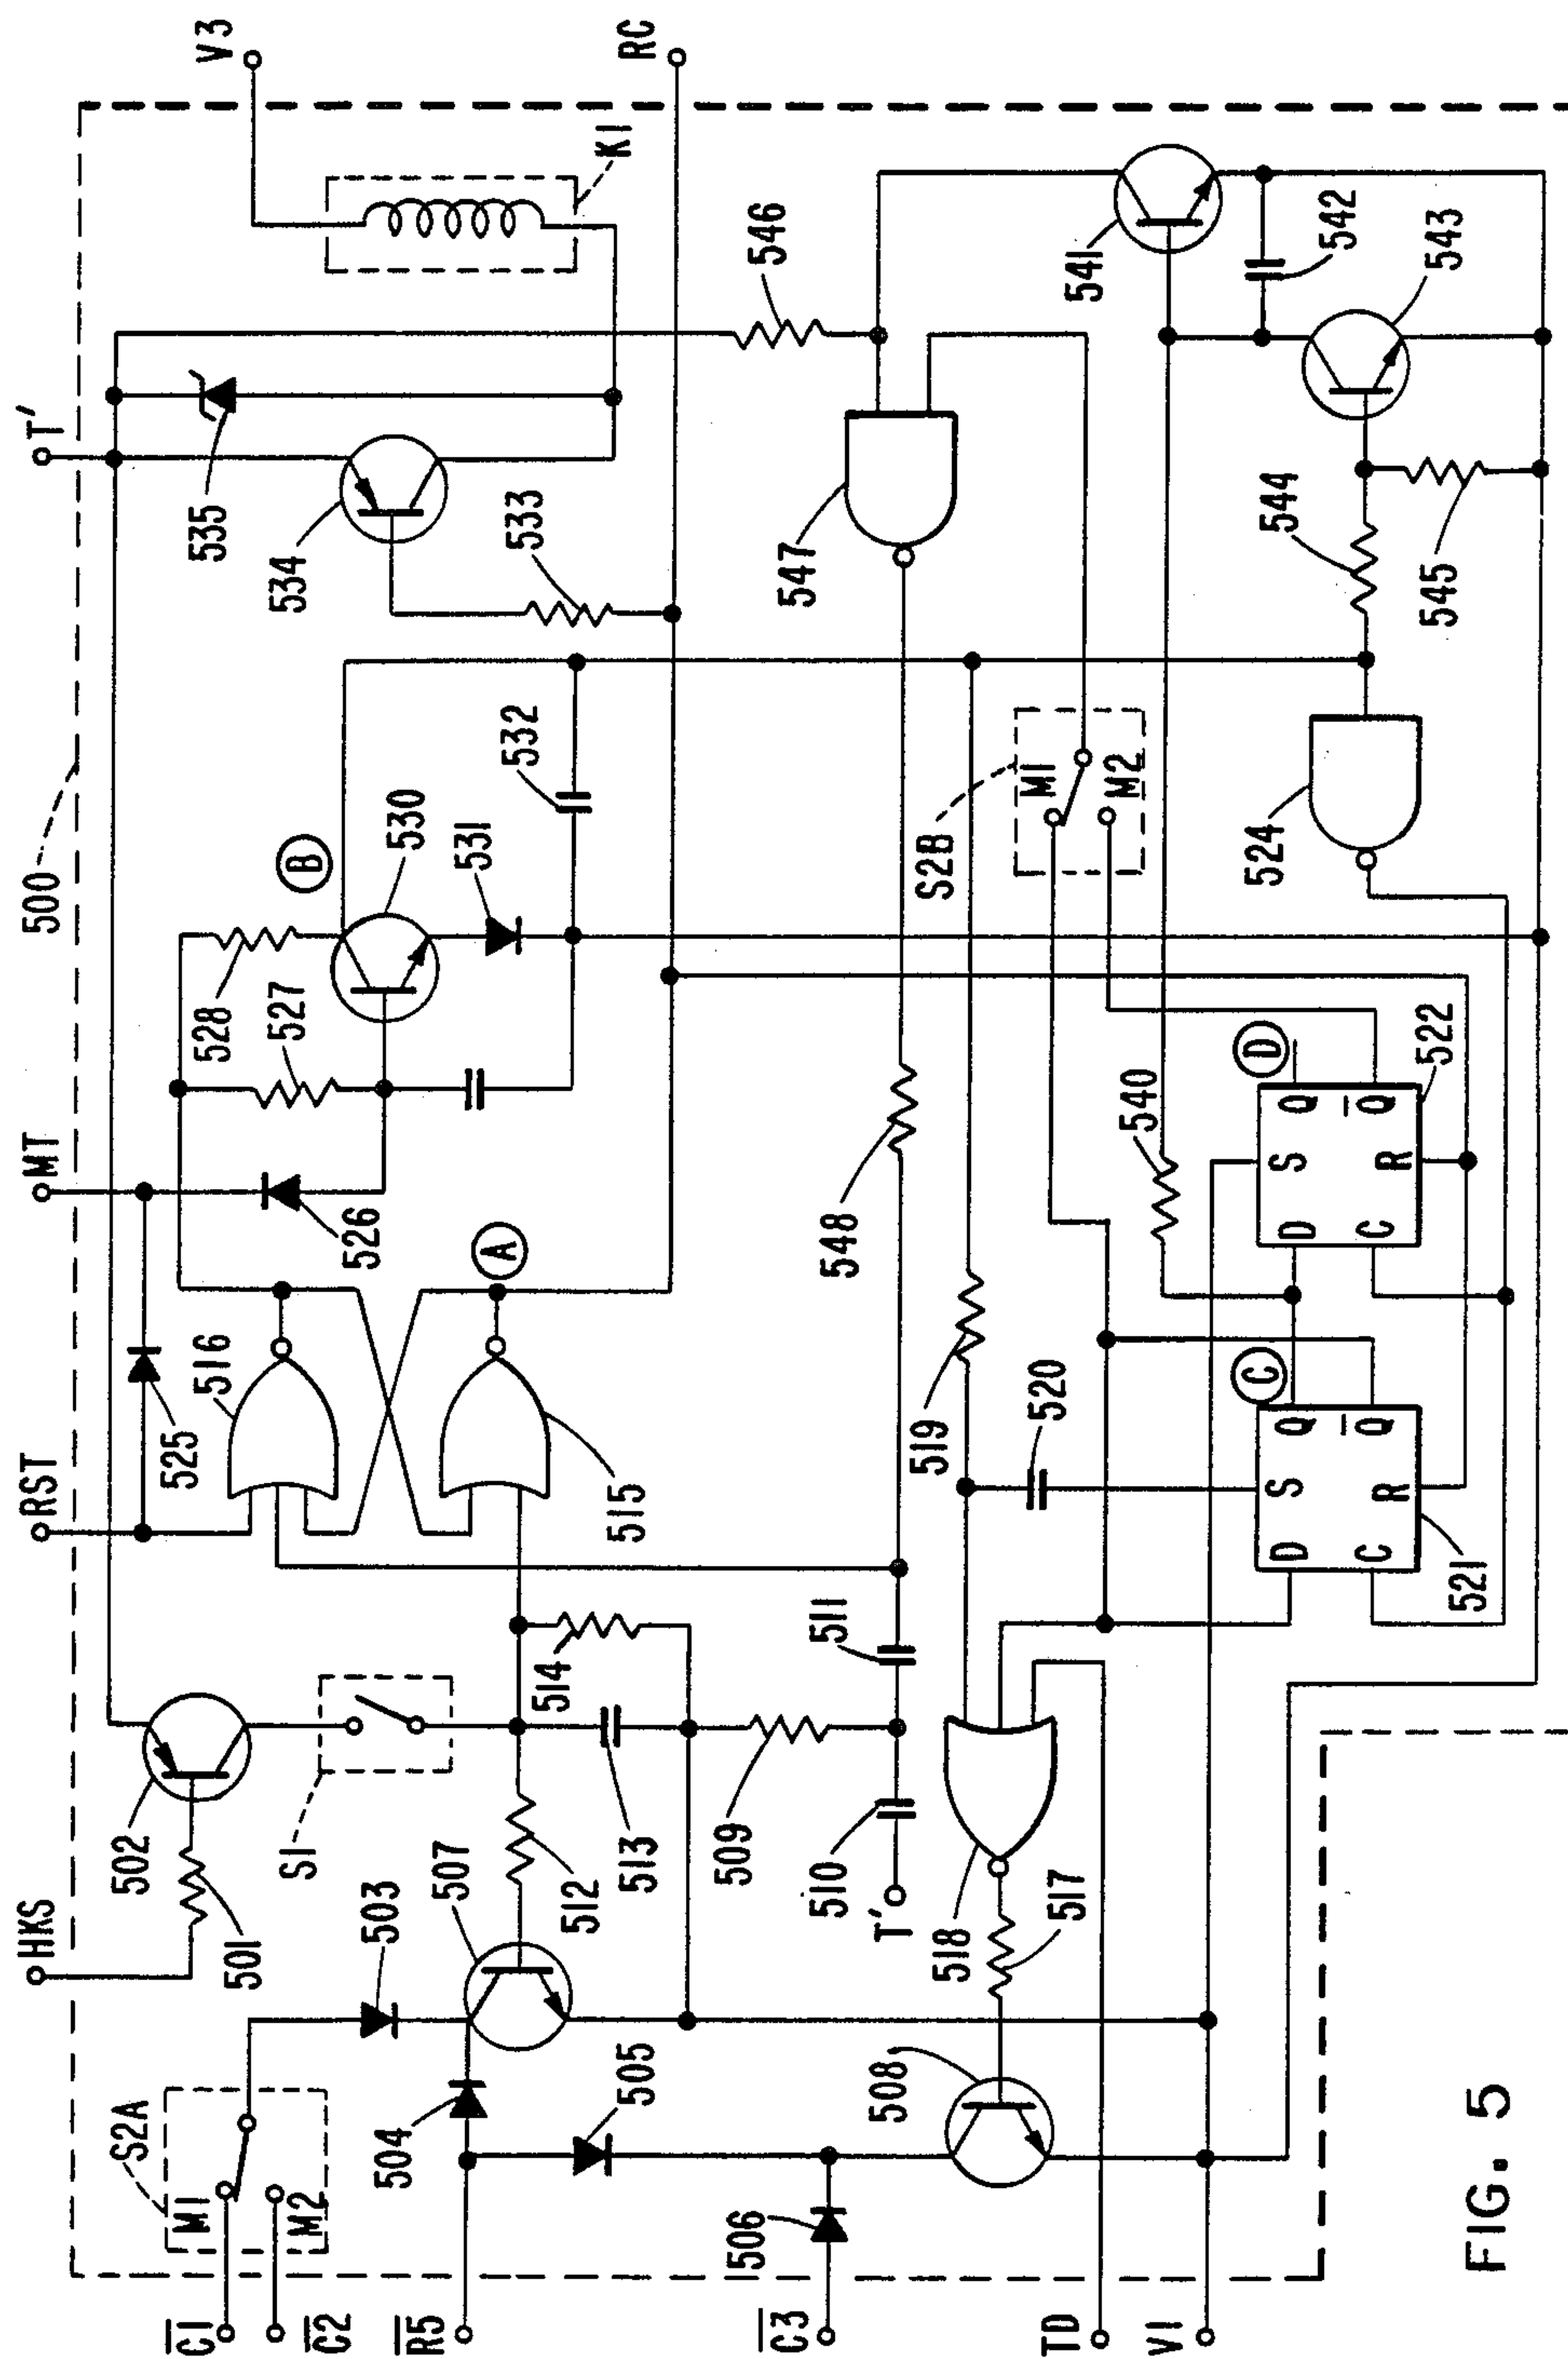 T'
V3
500
K1
RC
535
534
533
546
541
542
543
MT
B
530
532
528
527
531
547
544
545
M1
M2
S2B
524
RST
526
525
516
A
515
548
519
520
540
D
522
S
D
Q
Q
C
R
C
S
D
Q
Q
C
R
521
HKS
502
501
S1
514
513
511
509
510
T'
512
507
503
518
517
S2A
M1
M2
504
505
508
506
C1
C2
R5
C3
TD
V1
FIG. 5